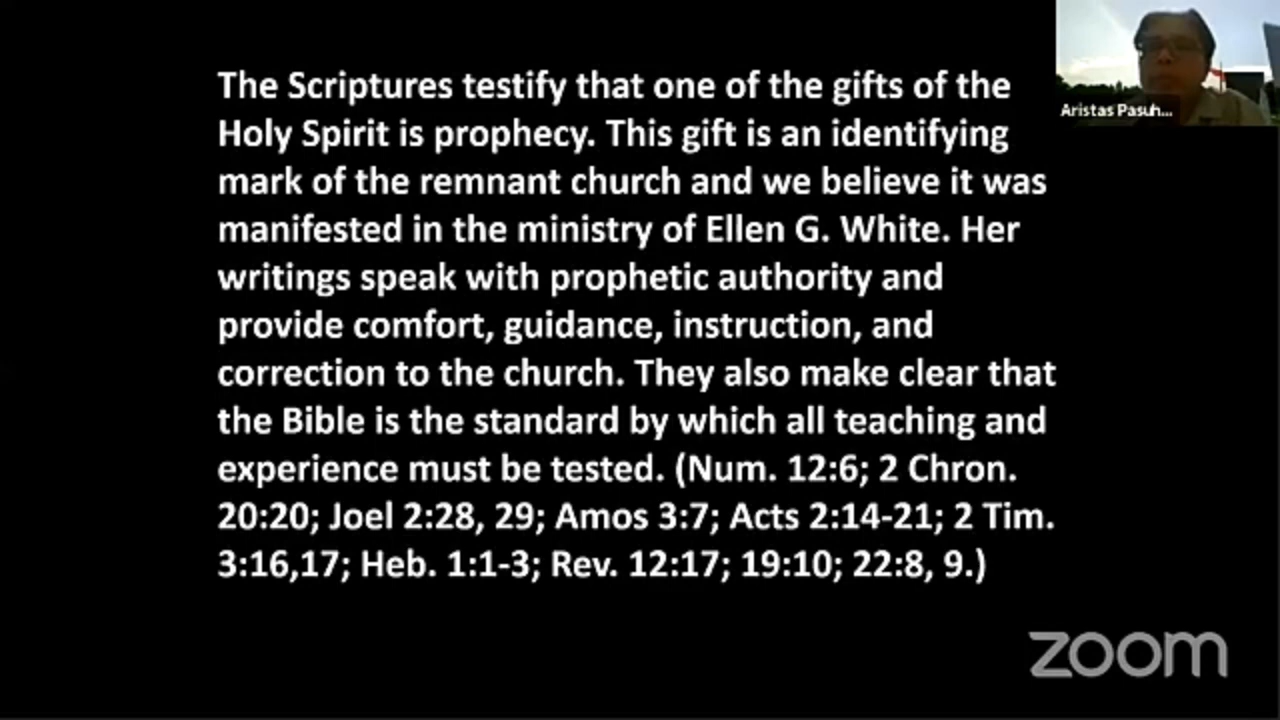 The Scriptures testify that one of the gifts of the
Holy Spirit is prophecy. This gift is an identifying
mark of the remnant church and we believe it was
manifested in the ministry of Ellen G. White. Her
writings speak with prophetic authority and
provide comfort, guidance, instruction, and
correction to the church. They also make clear that
the Bible is the standard by which all teaching and
experience must be tested. (Num. 12:6; 2 Chron.
20:20; Joel 2:28, 29; Amos 3:7; Acts 2:14-21; 2 Tim.
3:16,17; Heb. 1:1-3; Rev. 12:17; 19:10; 22:8, 9.)
Aristas Pasuh...
zoom